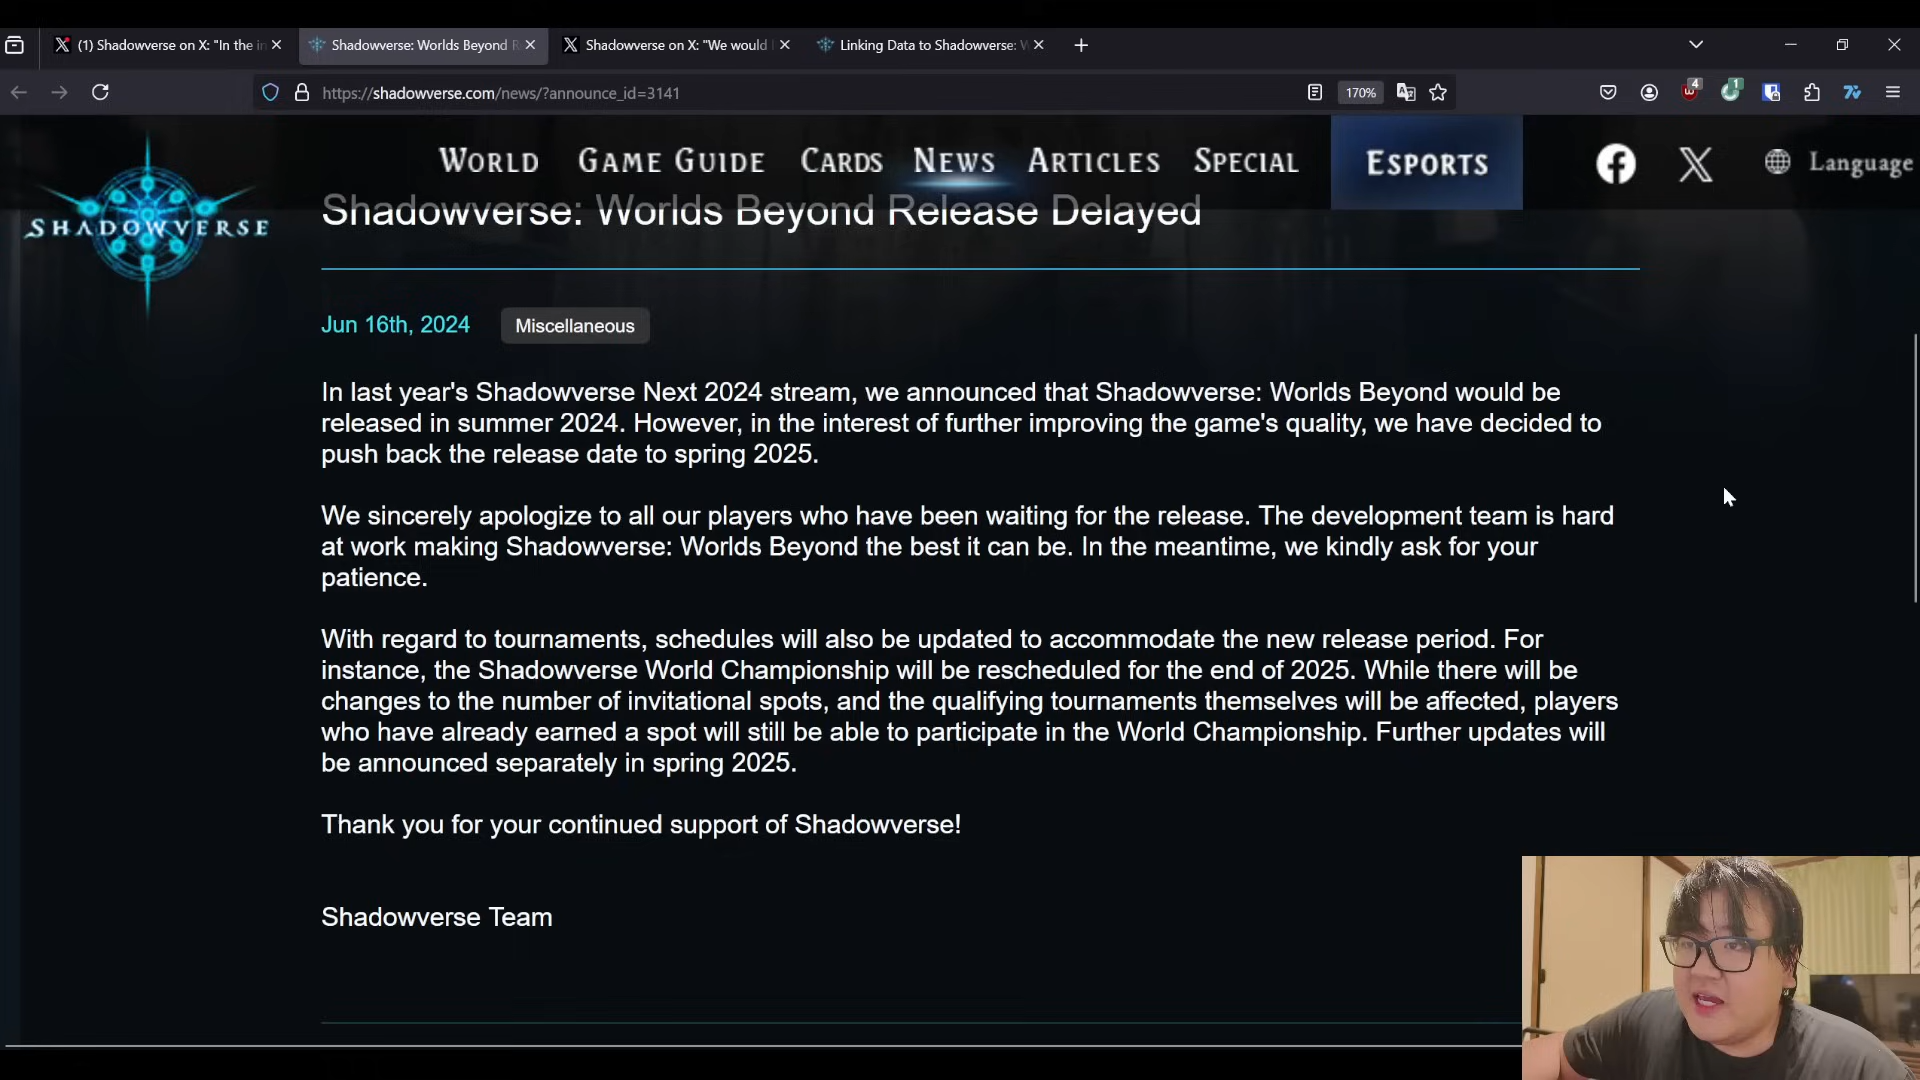 (1) Shadowverse on X: "In the in
Shadowverse: Worlds Beyond R
Shadowverse on X: "We would
Linking Data to Shadowverse: W
https://shadowverse.com/news/?announce_id=3141
170%
4
1
SHADOWVERSE
WORLD
GAME GUIDE
CARDS
NEWS
ARTICLES
SPECIAL
ESPORTS
Language
Shadowverse: Worlds Beyond Release Delayed
Jun 16th, 2024
Miscellaneous
In last year's Shadowverse Next 2024 stream, we announced that Shadowverse: Worlds Beyond would be
released in summer 2024. However, in the interest of further improving the game's quality, we have decided to
push back the release date to spring 2025.
We sincerely apologize to all our players who have been waiting for the release. The development team is hard
at work making Shadowverse: Worlds Beyond the best it can be. In the meantime, we kindly ask for your
patience.
With regard to tournaments, schedules will also be updated to accommodate the new release period. For
instance, the Shadowverse World Championship will be rescheduled for the end of 2025. While there will be
changes to the number of invitational spots, and the qualifying tournaments themselves will be affected, players
who have already earned a spot will still be able to participate in the World Championship. Further updates will
be announced separately in spring 2025.
Thank you for your continued support of Shadowverse!
Shadowverse Team